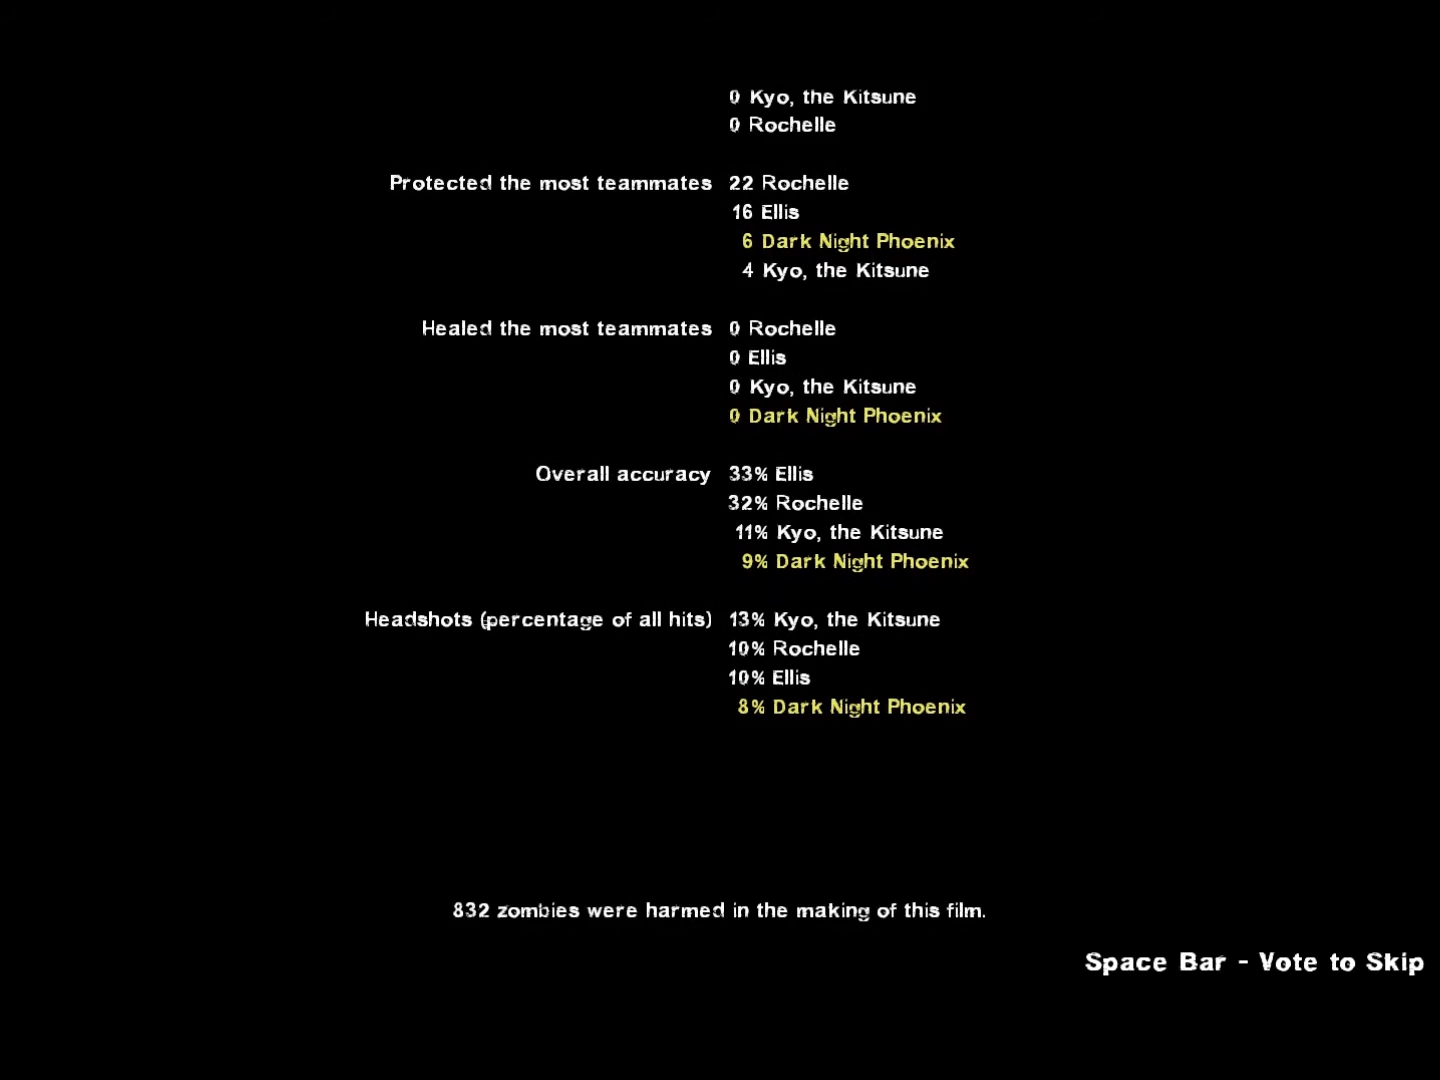 0 Kyo, the Kitsune
0 Rochelle
Protected the most teammates 22 Rochelle
16 Ellis
6 Dark Night Phoenix
4 Kyo, the Kitsune
Healed the most teammates 0 Rochelle
0 Ellis
0 Kyo, the Kitsune
0 Dark Night Phoenix
Overall accuracy 33% Ellis
32% Rochelle
11% Kyo, the Kitsune
9% Dark Night Phoenix
Headshots (percentage of all hits) 13% Kyo, the Kitsune
10% Rochelle
10% Ellis
8% Dark Night Phoenix
832 zombies were harmed in the making of this film.
Space Bar - Vote to Skip